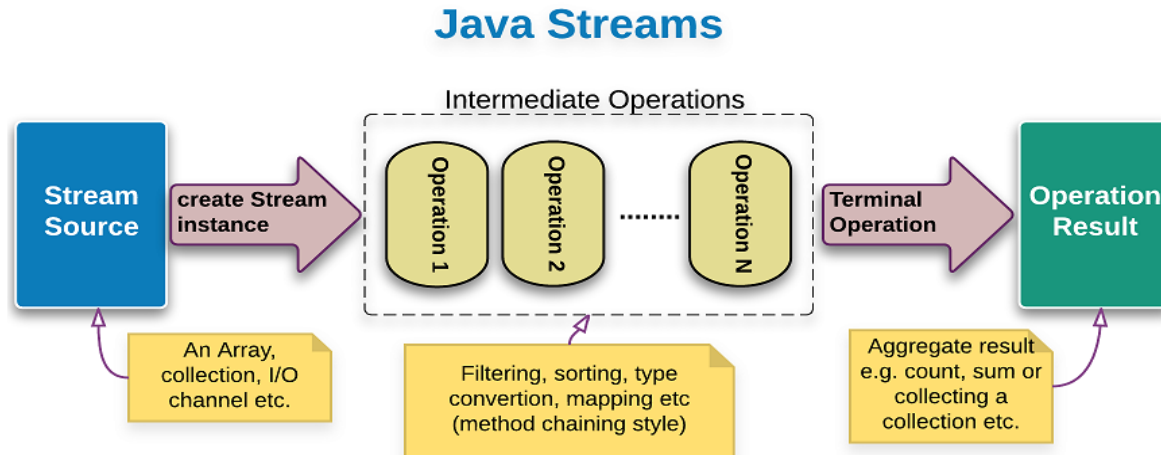 Java Streams
Intermediate Operations
Stream
Source
create Stream
instance
Operation 1
Operation 2
Operation N
Terminal
Operation
Operation
Result
An Array,
collection, I/O
channel etc.
Filtering, sorting, type
convertion, mapping etc
(method chaining style)
Aggregate result
e.g. count, sum or
collecting a
collection etc.